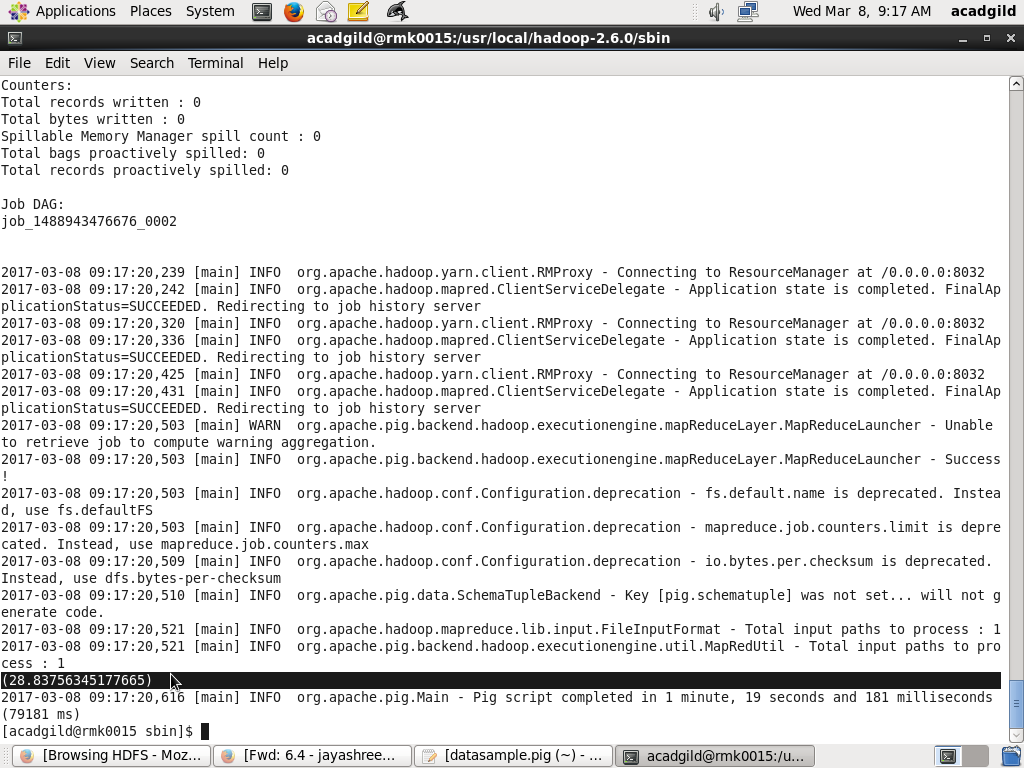 Applications Places System Wed Mar 8, 9:17 AM acadgild
acadgild@rmk0015:/usr/local/hadoop-2.6.0/sbin
File Edit View Search Terminal Help
Counters:
Total records written : 0
Total bytes written : 0
Spillable Memory Manager spill count : 0
Total bags proactively spilled: 0
Total records proactively spilled: 0
Job DAG:
job_1488943476676_0002
2017-03-08 09:17:20,239 [main] INFO  org.apache.hadoop.yarn.client.RMProxy - Connecting to ResourceManager at /0.0.0.0:8032
2017-03-08 09:17:20,242 [main] INFO  org.apache.hadoop.mapred.ClientServiceDelegate - Application state is completed. FinalAp
plicationStatus=SUCCEEDED. Redirecting to job history server
2017-03-08 09:17:20,320 [main] INFO  org.apache.hadoop.yarn.client.RMProxy - Connecting to ResourceManager at /0.0.0.0:8032
2017-03-08 09:17:20,336 [main] INFO  org.apache.hadoop.mapred.ClientServiceDelegate - Application state is completed. FinalAp
plicationStatus=SUCCEEDED. Redirecting to job history server
2017-03-08 09:17:20,425 [main] INFO  org.apache.hadoop.yarn.client.RMProxy - Connecting to ResourceManager at /0.0.0.0:8032
2017-03-08 09:17:20,431 [main] INFO  org.apache.hadoop.mapred.ClientServiceDelegate - Application state is completed. FinalAp
plicationStatus=SUCCEEDED. Redirecting to job history server
2017-03-08 09:17:20,503 [main] WARN  org.apache.pig.backend.hadoop.executionengine.mapReduceLayer.MapReduceLauncher - Unable
to retrieve job to compute warning aggregation.
2017-03-08 09:17:20,503 [main] INFO  org.apache.pig.backend.hadoop.executionengine.mapReduceLayer.MapReduceLauncher - Success
!
2017-03-08 09:17:20,503 [main] INFO  org.apache.hadoop.conf.Configuration.deprecation - fs.default.name is deprecated. Instea
d, use fs.defaultFS
2017-03-08 09:17:20,503 [main] INFO  org.apache.hadoop.conf.Configuration.deprecation - mapreduce.job.counters.limit is depre
cated. Instead, use mapreduce.job.counters.max
2017-03-08 09:17:20,509 [main] INFO  org.apache.hadoop.conf.Configuration.deprecation - io.bytes.per.checksum is deprecated.
Instead, use dfs.bytes-per-checksum
2017-03-08 09:17:20,510 [main] INFO  org.apache.pig.data.SchemaTupleBackend - Key [pig.schematuple] was not set... will not g
enerate code.
2017-03-08 09:17:20,521 [main] INFO  org.apache.hadoop.mapreduce.lib.input.FileInputFormat - Total input paths to process : 1
2017-03-08 09:17:20,521 [main] INFO  org.apache.pig.backend.hadoop.executionengine.util.MapRedUtil - Total input paths to pro
cess : 1
(28.83756345177665)
2017-03-08 09:17:20,616 [main] INFO  org.apache.pig.Main - Pig script completed in 1 minute, 19 seconds and 181 milliseconds
(79181 ms)
[acadgild@rmk0015 sbin]$
[Browsing HDFS - Moz... [Fwd: 6.4 - jayashree... [datasample.pig (~) - ... acadgild@rmk0015:/u...